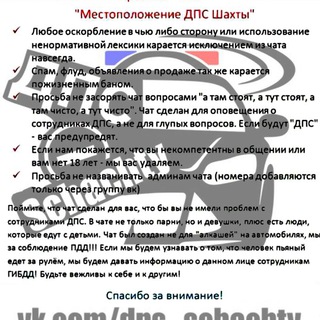 "Местоположение ДПС Шахты"
Любое оскорбление в чью либо сторону или использование
ненормативной лексики карается исключением из чата
навсегда.
Спам, флуд, объявления о продаже так же карается
пожизненным баном.
Просьба не засорять чат вопросами "а там стоят, а тут стоят, а
там чисто, а тут чисто". Чат сделан для оповещения о
сотрудниках ДПС, а не для глупых вопросов. Если будут "ДПС"
- вас предупредят.
Если нам покажется, что вы некомпетентны в общении или
вам нет 18 лет - мы вас удаляем.
Просьба не названивать админам чата (номера добавляются
только через группу вк)
Поймите, что чат сделан для вас, что бы вы не имели проблем с
сотрудниками ДПС. В чате не только парни, но и девушки, плюс есть люди,
которые едут с детьми. Чат был создан не для "алкашей" на автомобилях, мы
за соблюдение ПДД!!! Если мы будем узнавать о том, что человек пьяный
едет за рулём, мы будем давать информацию о данном лице сотрудникам
ГИБДД! Будьте вежливы к себе и к другим!
Спасибо за внимание!
vk.com/dps_schachty